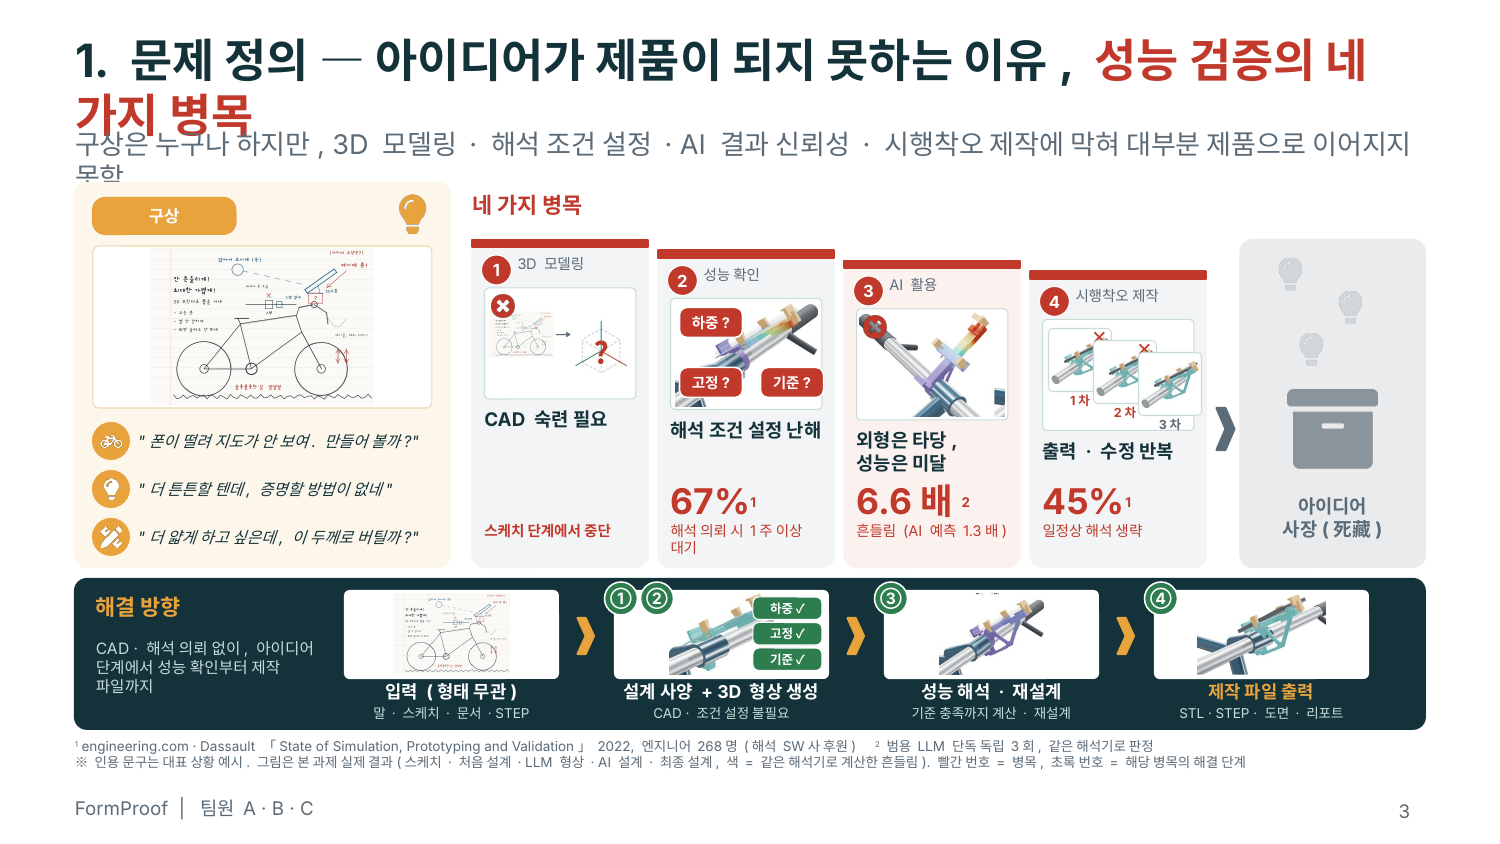 1. 문제 정의 — 아이디어가 제품이 되지 못하는 이유 , 성능 검증의 네
가지 병목
구상은 누구나 하지만 , 3D 모델링 · 해석 조건 설정 · AI 결과 신뢰성 · 시행착오 제작에 막혀 대부분 제품으로 이어지지
못함
구상
안 흔들리게!
최대한 가볍게!
" 폰이 떨려 지도가 안 보여 . 만들어 볼까 ?"
" 더 튼튼할 텐데 , 증명할 방법이 없네 "
" 더 얇게 하고 싶은데 , 이 두께로 버틸까 ?"
네 가지 병목
1 3D 모델링
?
CAD 숙련 필요
스케치 단계에서 중단
2 성능 확인
하중 ?
고정 ?
기준 ?
해석 조건 설정 난해
67%1
해석 의뢰 시 1 주 이상
대기
3 AI 활용
외형은 타당 ,
성능은 미달
6.6 배 2
흔들림 (AI 예측 1.3 배 )
4 시행착오 제작
1 차
2 차
3 차
출력 · 수정 반복
45%1
일정상 해석 생략
아이디어
사장 ( 死藏 )
해결 방향
CAD · 해석 의뢰 없이 , 아이디어
단계에서 성능 확인부터 제작
파일까지
입력 ( 형태 무관 )
말 · 스케치 · 문서 · STEP
1 2
하중 ✓
고정 ✓
기준 ✓
설계 사양 + 3D 형상 생성
CAD · 조건 설정 불필요
3
성능 해석 · 재설계
기준 충족까지 계산 · 재설계
4
제작 파일 출력
STL · STEP · 도면 · 리포트
1 engineering.com · Dassault 「 State of Simulation, Prototyping and Validation 」 2022, 엔지니어 268 명 ( 해석 SW 사 후원 ) 2 범용 LLM 단독 독립 3 회 , 같은 해석기로 판정
※ 인용 문구는 대표 상황 예시 . 그림은 본 과제 실제 결과 ( 스케치 · 처음 설계 · LLM 형상 · AI 설계 · 최종 설계 , 색 = 같은 해석기로 계산한 흔들림 ). 빨간 번호 = 병목 , 초록 번호 = 해당 병목의 해결 단계
FormProof | 팀원 A · B · C
3